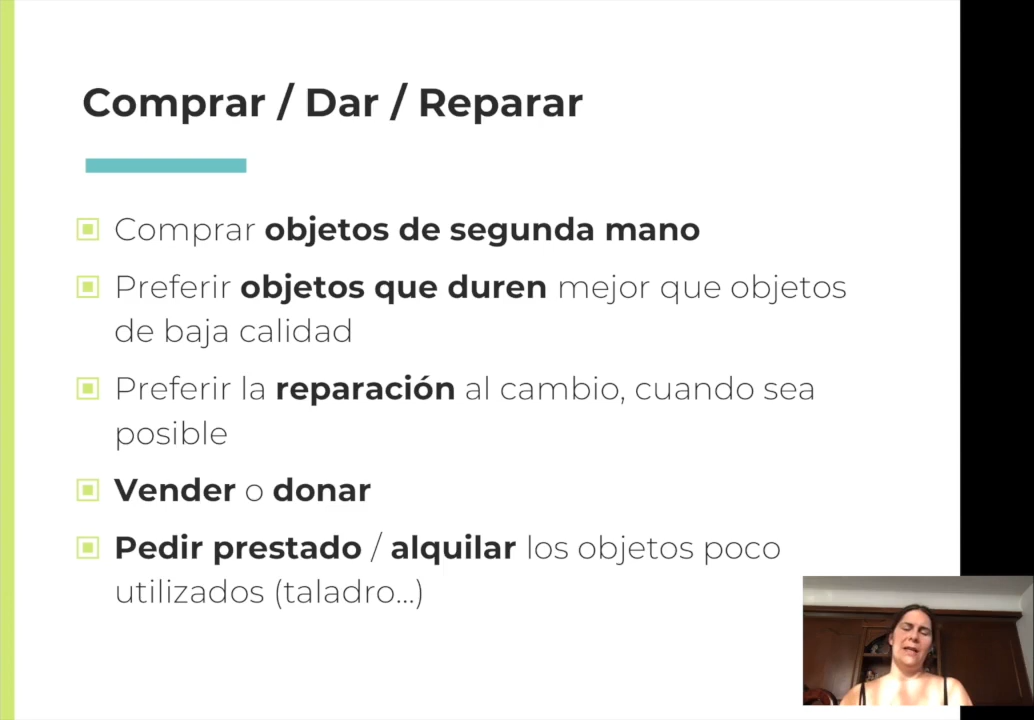 Comprar / Dar / Reparar
Comprar objetos de segunda mano
Preferir objetos que duren mejor que objetos
de baja calidad
Preferir la reparación al cambio, cuando sea
posible
Vender o donar
Pedir prestado / alquilar los objetos poco
utilizados (taladro...)